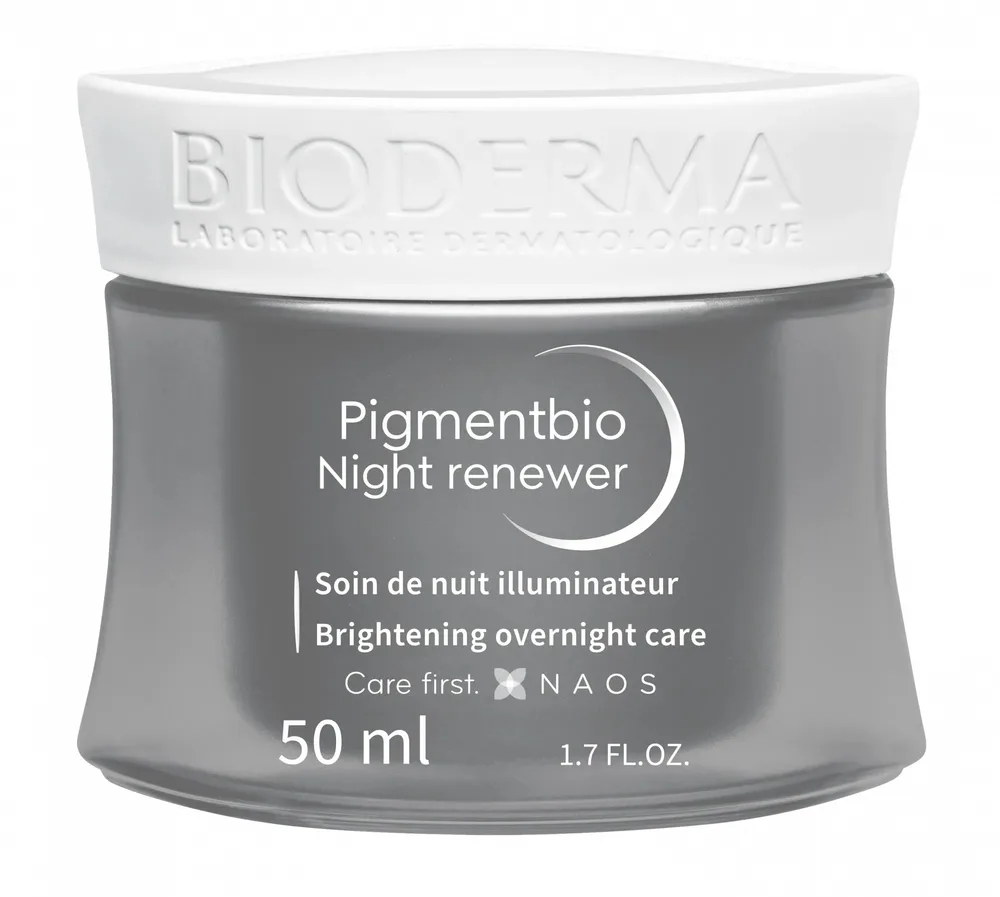 BIODERMA
LABORATOIRE DERMATOLOGIQUE
Pigmentbio
Night renewer
Soin de nuit illuminateur
Brightening overnight care
Care first. NAOS
50 ml 1.7 FL.OZ.